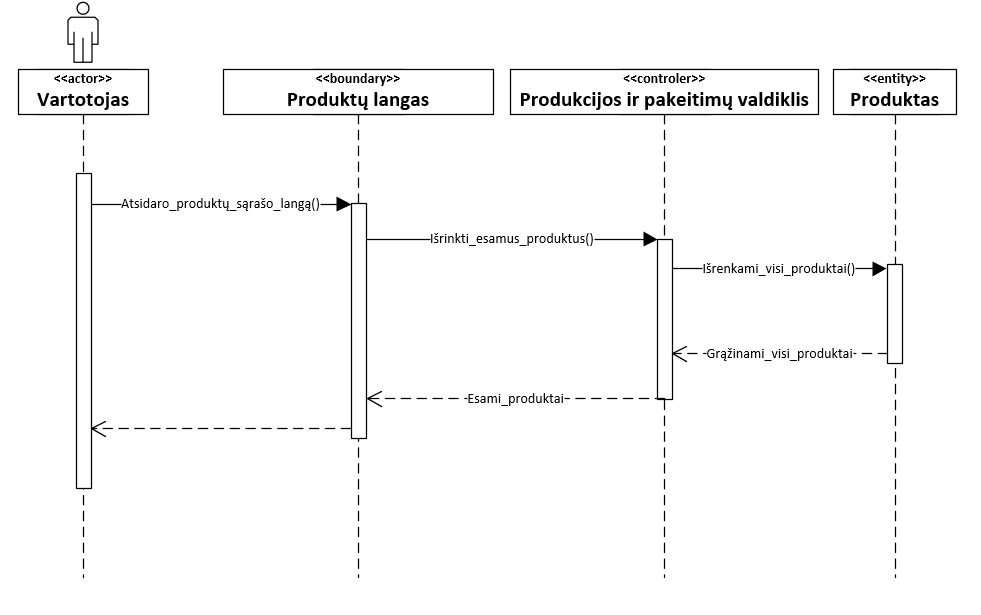 <<actor>>
Vartotojas
<<boundary>>
Produktų langas
<<controler>>
Produkcijos ir pakeitimų valdiklis
<<entity>>
Produktas
Atsidaro_produktų_sąrašo_langą()
Išrinkti_esamus_produktus()
Išrenkami_visi_produktai()
Grąžinami_visi_produktai
Esami_produktai